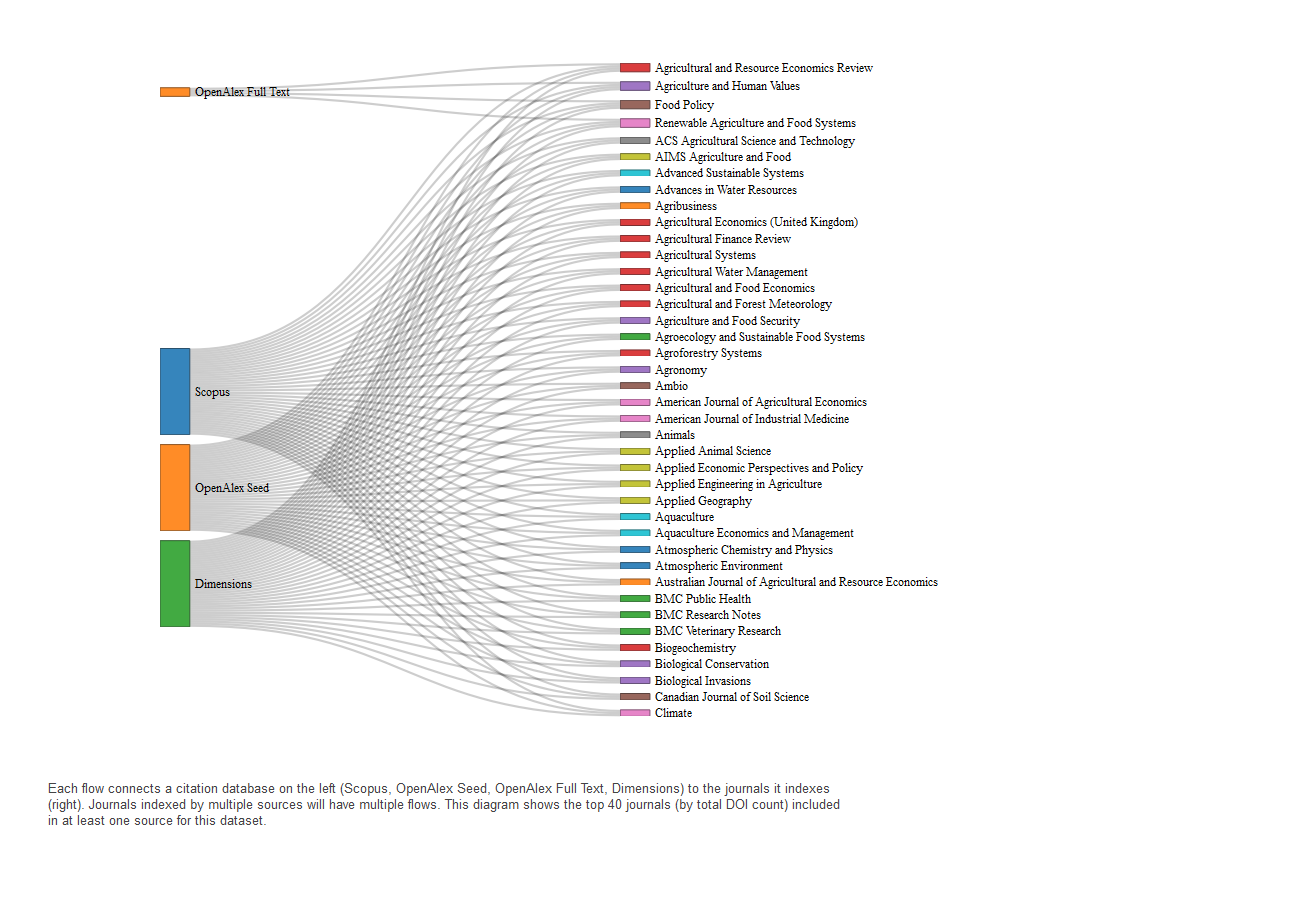 OpenAlex Full Text
Scopus
OpenAlex Seed
Dimensions
Agricultural and Resource Economics Review
Agriculture and Human Values
Food Policy
Renewable Agriculture and Food Systems
ACS Agricultural Science and Technology
AIMS Agriculture and Food
Advanced Sustainable Systems
Advances in Water Resources
Agribusiness
Agricultural Economics (United Kingdom)
Agricultural Finance Review
Agricultural Systems
Agricultural Water Management
Agricultural and Food Economics
Agricultural and Forest Meteorology
Agriculture and Food Security
Agroecology and Sustainable Food Systems
Agroforestry Systems
Agronomy
Ambio
American Journal of Agricultural Economics
American Journal of Industrial Medicine
Animals
Applied Animal Science
Applied Economic Perspectives and Policy
Applied Engineering in Agriculture
Applied Geography
Aquaculture
Aquaculture Economics and Management
Atmospheric Chemistry and Physics
Atmospheric Environment
Australian Journal of Agricultural and Resource Economics
BMC Public Health
BMC Research Notes
BMC Veterinary Research
Biogeochemistry
Biological Conservation
Biological Invasions
Canadian Journal of Soil Science
Climate
Each flow connects a citation database on the left (Scopus, OpenAlex Seed, OpenAlex Full Text, Dimensions) to the journals it indexes
(right). Journals indexed by multiple sources will have multiple flows. This diagram shows the top 40 journals (by total DOI count) included
in at least one source for this dataset.